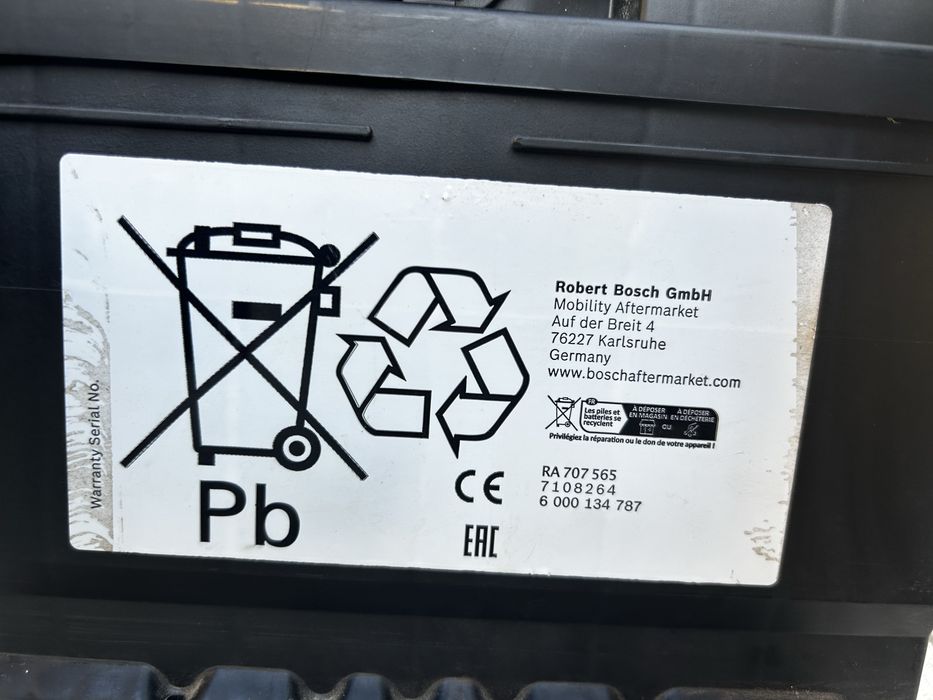 Warranty Serial No.
Pb
CE
EAC
Robert Bosch GmbH
Mobility Aftermarket
Auf der Breit 4
76227 Karlsruhe
Germany
www.boschaftermarket.com
FR
Les piles et
batteries se
recyclent
À DÉPOSER
EN MAGASIN
OU
À DÉPOSER
EN DÉCHÈTERIE
Privilégiez la réparation ou le don de votre appareil !
RA 707 565
7108264
6 000 134 787